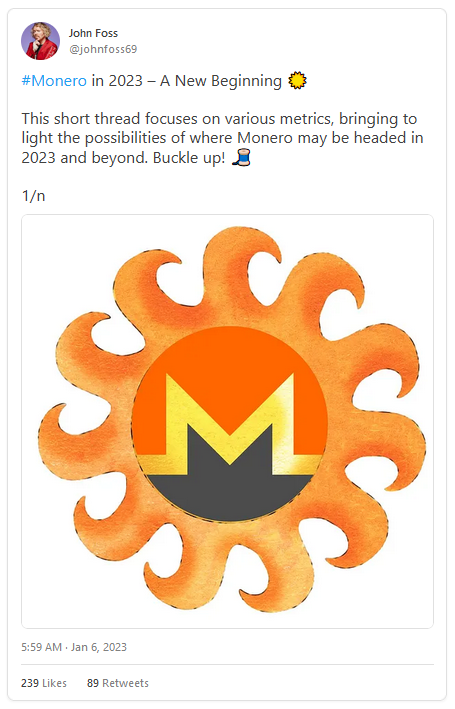 John Foss
@johnfoss69
#Monero in 2023 – A New Beginning
This short thread focuses on various metrics, bringing to
light the possibilities of where Monero may be headed in
2023 and beyond. Buckle up!
1/n
5:59 AM · Jan 6, 2023
239 Likes 89 Retweets